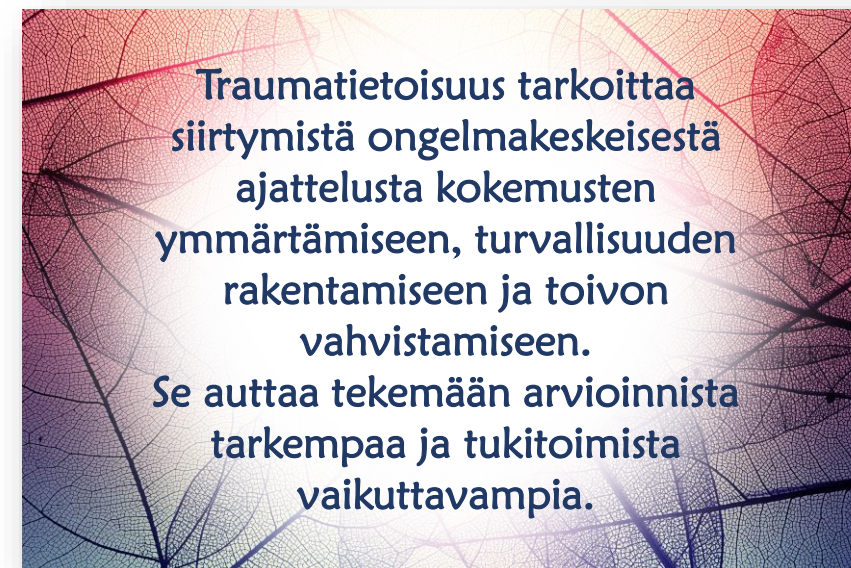 Traumatietoisuus tarkoittaa
siirtymistä ongelmakeskeisestä
ajattelusta kokemusten
ymmärtämiseen, turvallisuuden
rakentamiseen ja toivon
vahvistamiseen.
Se auttaa tekemään arvioinnista
tarkempaa ja tukitoimista
vaikuttavampia.